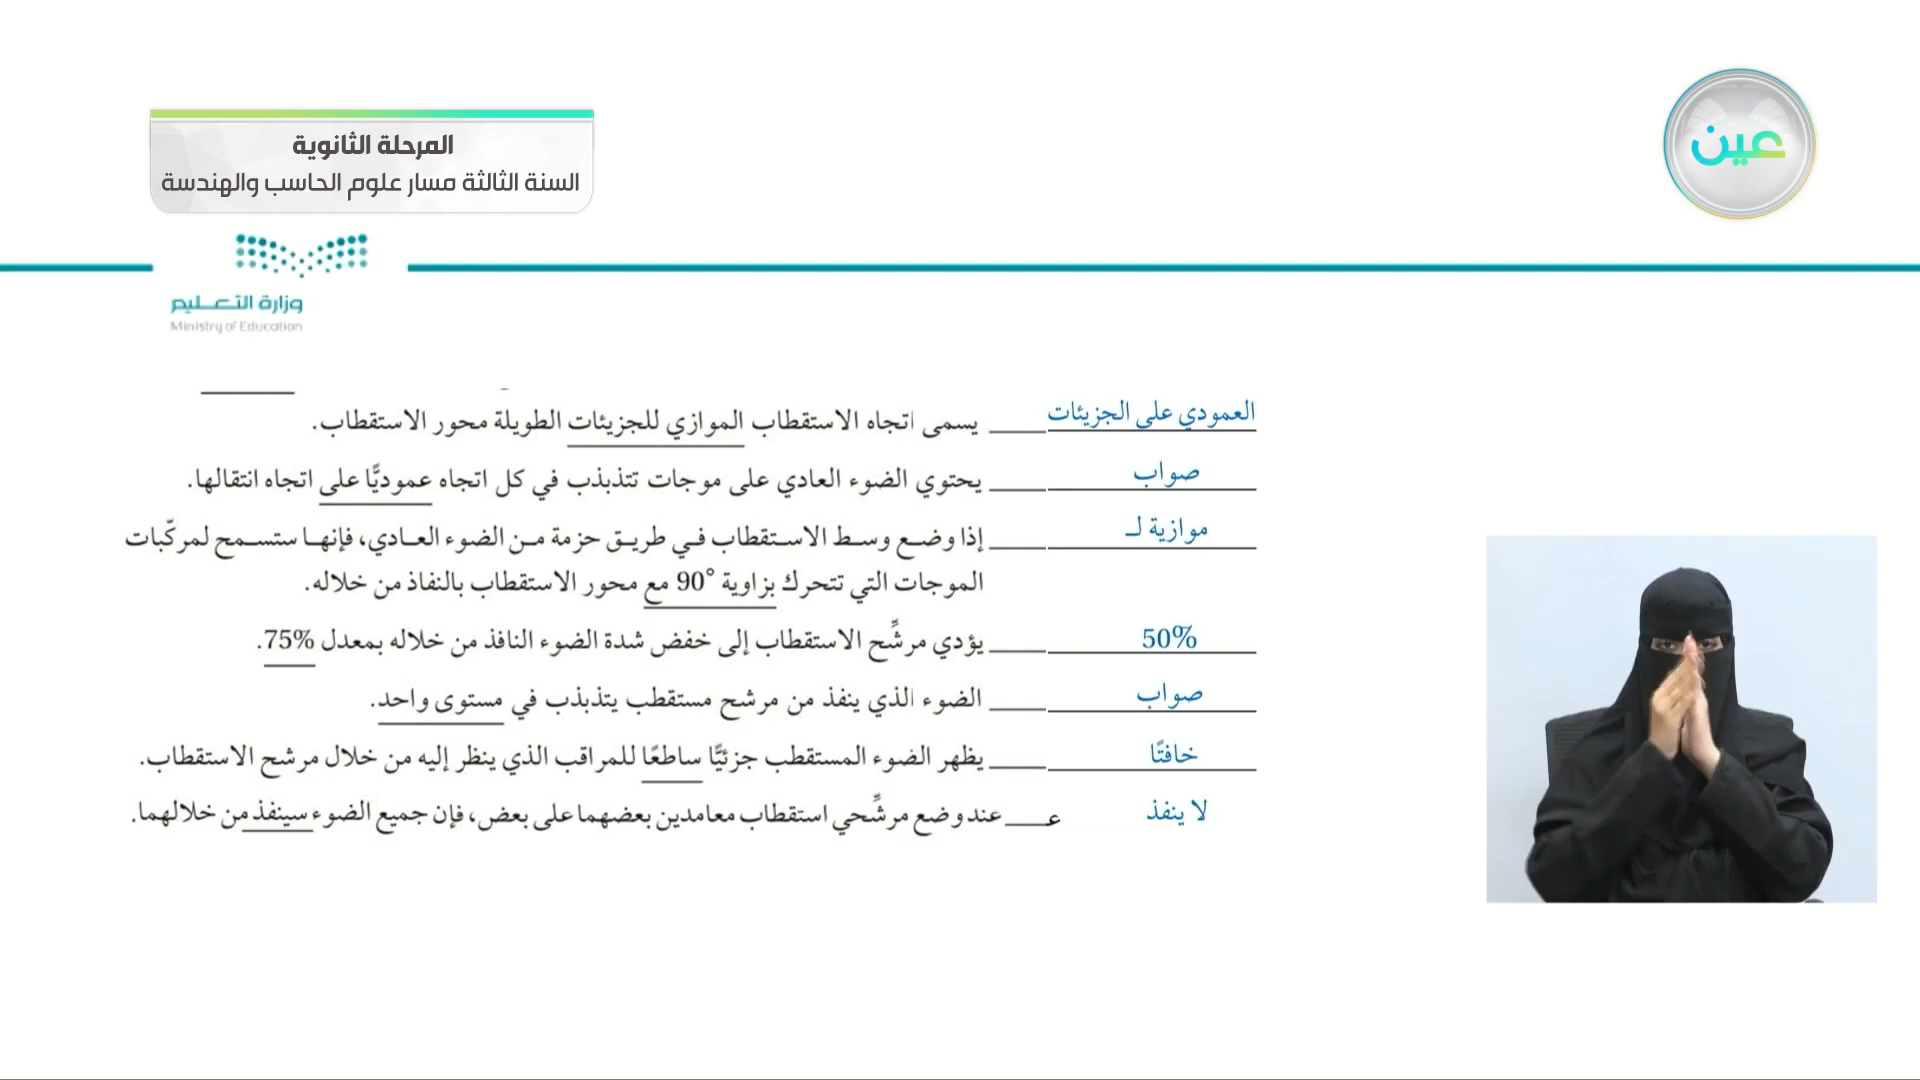 المرحلة الثانوية
السنة الثالثة مسار علوم الحاسب والهندسة
عين
وزارة التعليم
Ministry of Education
العمودي على الجزيئات يسمى اتجاه الاستقطاب الموازي للجزيئات الطويلة محور الاستقطاب.
صواب يحتوي الضوء العادي على موجات تتذبذب في كل اتجاه عموديًّا على اتجاه انتقالها.
موازية لـ إذا وضع وسط الاستقطاب في طريق حزمة من الضوء العادي، فإنها ستسمح لمركّبات
الموجات التي تتحرك بزاوية 90° مع محور الاستقطاب بالنفاذ من خلاله.
50% يؤدي مرشِّح الاستقطاب إلى خفض شدة الضوء النافذ من خلاله بمعدل 75%.
صواب الضوء الذي ينفذ من مرشح مستقطب يتذبذب في مستوى واحد.
خافتًا يظهر الضوء المستقطب جزئيًّا ساطعًا للمراقب الذي ينظر إليه من خلال مرشح الاستقطاب.
لا ينفذ ع عند وضع مرشِّحي استقطاب معامدين بعضهما على بعض، فإن جميع الضوء سينفذ من خلالهما.